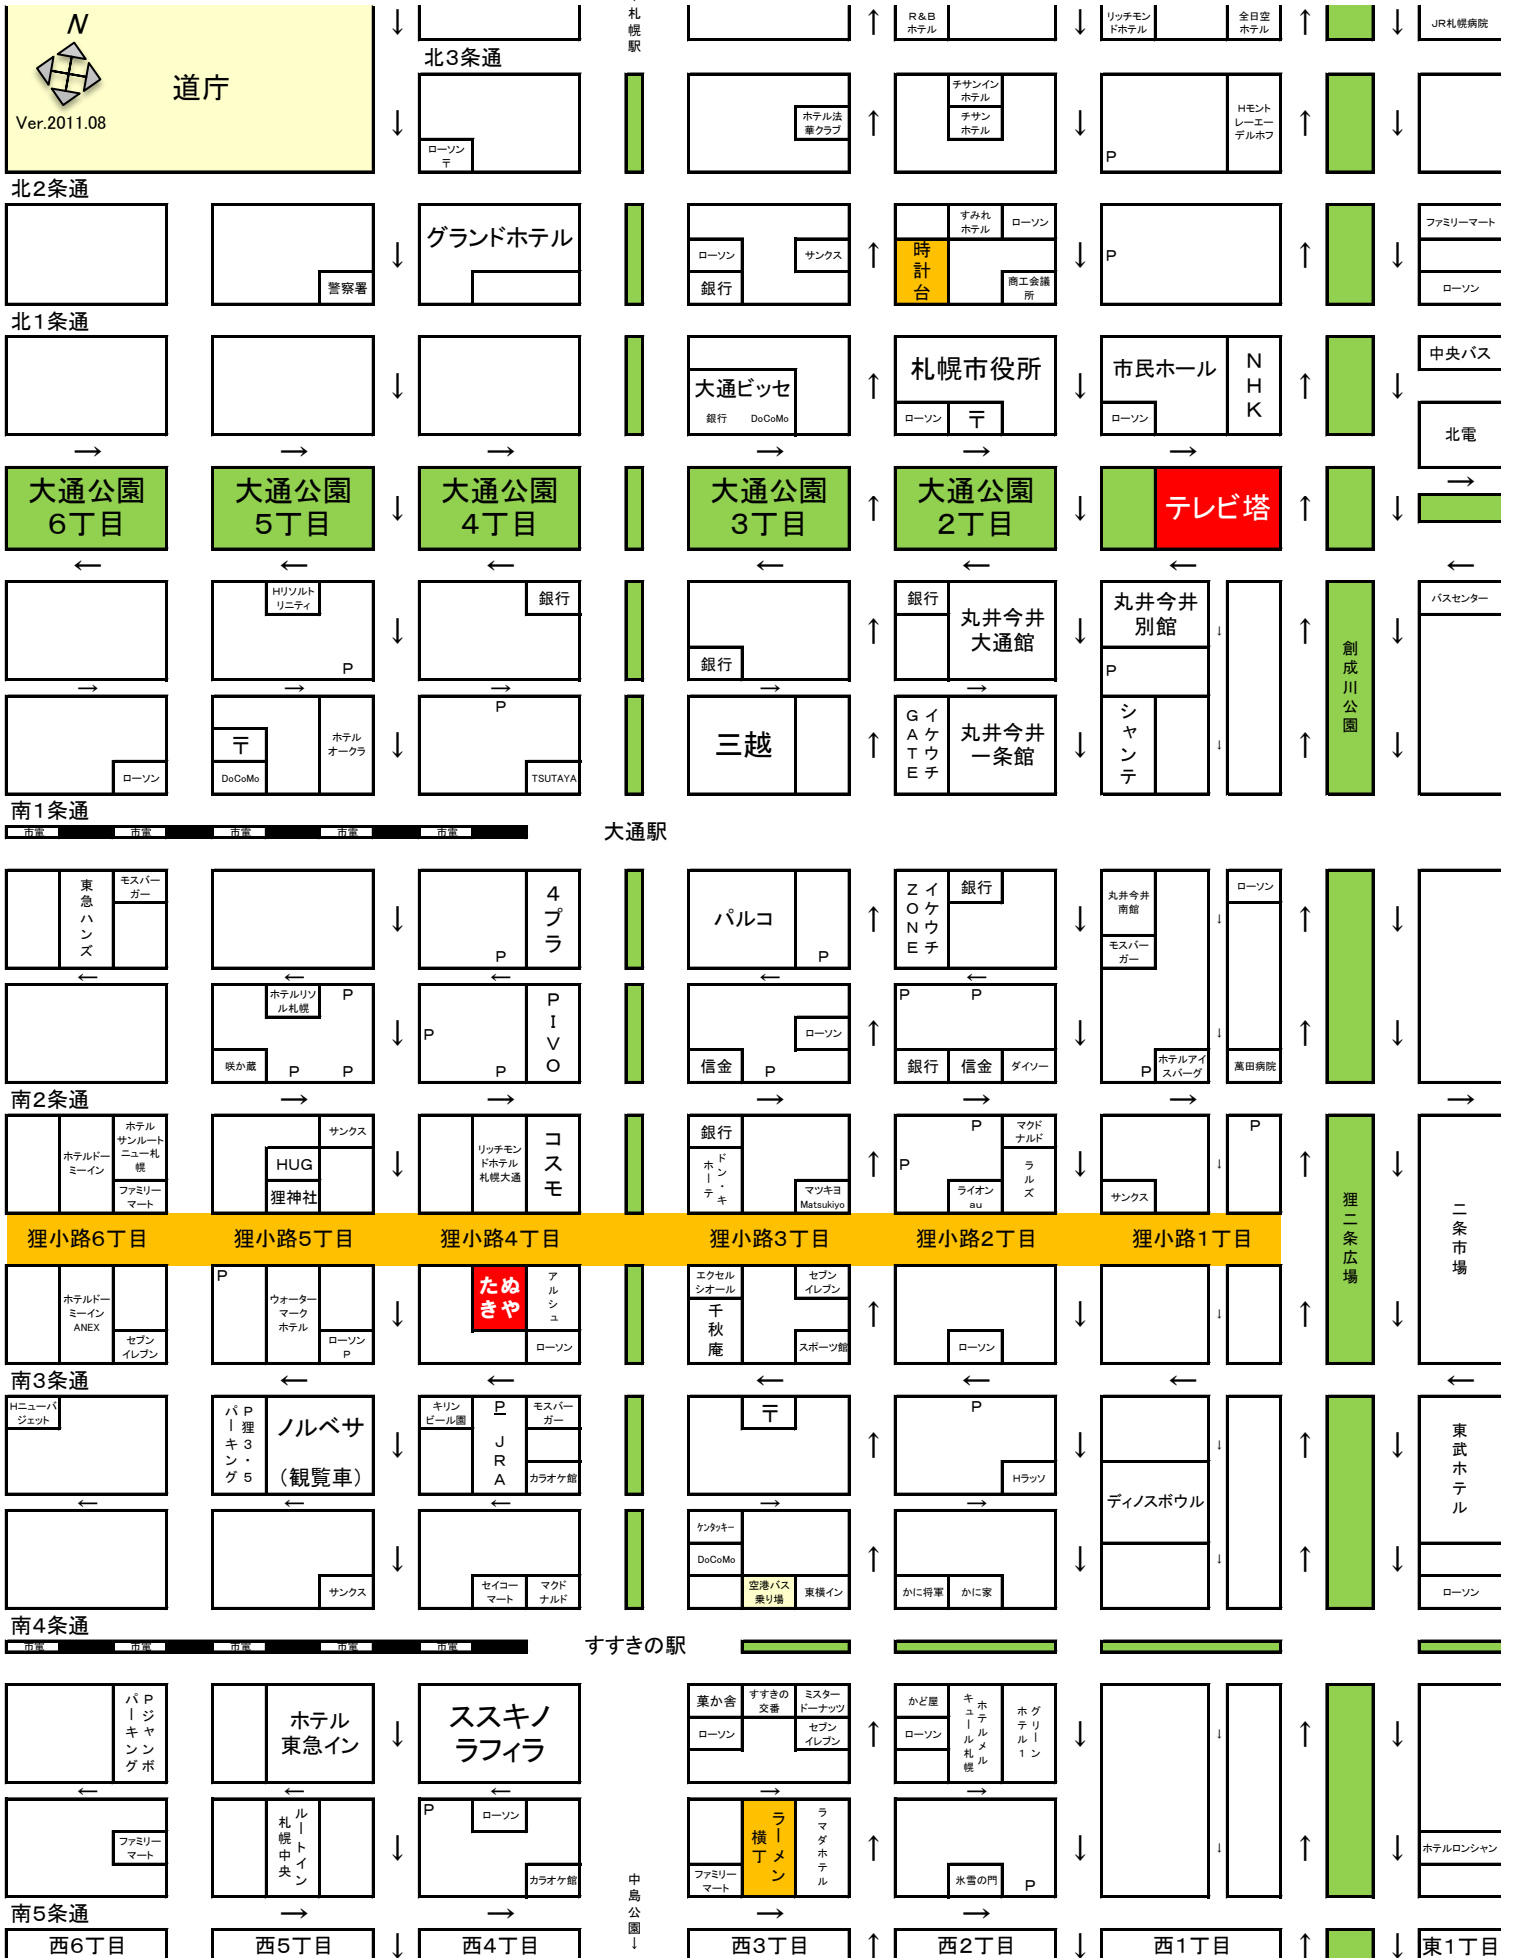 N
道庁
Ver.2011.08
札幌駅
R&B
ホテル
リッチモン
ドホテル
全日空
ホテル
JR札幌病院
北3条通
ローソン
〒
ホテル法
華クラブ
チサンイン
ホテル
チサン
ホテル
P
Hモント
レーエー
デルホフ
北2条通
警察署
グランドホテル
ローソン
銀行
サンクス
すみれ
ホテル
ローソン
時計台
商工会議
所
P
ファミリーマート
ローソン
北1条通
大通ビッセ
銀行 DoCoMo
札幌市役所
ローソン
〒
市民ホール
ローソン
NHK
中央バス
北電
→ → → → → →
大通公園
6丁目
大通公園
5丁目
大通公園
4丁目
大通公園
3丁目
大通公園
2丁目
テレビ塔
→
← ← ← ← ← ← ←
Hリゾルト
リニティ
P
銀行
銀行
銀行
丸井今井
大通館
丸井今井
別館
P
創成川公園
バスセンター
ローソン
〒
DoCoMo
ホテル
オークラ
P
TSUTAYA
三越
イケウチ
GATE
丸井今井
一条館
シャンテ
南1条通
市電 市電 市電 市電 市電
大通駅
東急ハンズ
モスバー
ガー
P
4プラ
パルコ
P
イケウチ
ZONE
銀行
丸井今井
南館
モスバー
ガー
ローソン
ホテルリソ
ル札幌
P
咲か蔵
P
P
P
P
PIVO
信金
P
ローソン
P
P
銀行
信金
ダイソー
P
ホテルアイ
スバーグ
萬田病院
南2条通
ホテルドー
ミーイン
ホテル
サンルート
ニュー札
幌
ファミリー
マート
サンクス
HUG
狸神社
リッチモン
ドホテル
札幌大通
コスモ
銀行
ドン・キ
ホーテ
マツキヨ
Matsukiyo
P
P
マクド
ナルド
ライオン
au
ラルズ
サンクス
P
狸二条広場
二条市場
狸小路6丁目
狸小路5丁目
狸小路4丁目
狸小路3丁目
狸小路2丁目
狸小路1丁目
ホテルドー
ミーイン
ANEX
セブン
イレブン
P
ウォーター
マーク
ホテル
ローソン
P
たぬ
きや
アルシュ
ローソン
エクセル
シオール
千秋庵
セブン
イレブン
スポーツ館
ローソン
南3条通
Hニューバ
ジェット
P狸3・5
パーキング
ノルベサ
(観覧車)
キリン
ビール園
P
JRA
モスバー
ガー
カラオケ館
〒
P
Hラッソ
ディノスボウル
東武ホテル
サンクス
セイコー
マート
マクド
ナルド
ケンタッキー
DoCoMo
空港バス
乗り場
東横イン
かに将軍
かに家
ローソン
南4条通
市電 市電 市電 市電 市電
すすきの駅
Pジャンボ
パーキング
ホテル
東急イン
ススキノ
ラフィラ
菓か舎
すすきの
交番
ミスター
ドーナッツ
ローソン
セブン
イレブン
かど屋
ローソン
ホテルメル
キュール札幌
グリーン
ホテル1
ファミリー
マート
ルートイン
札幌中央
P
ローソン
カラオケ館
中島公園↓
ファミリー
マート
ラーメン
横丁
ラマダホテル
氷雪の門
P
ホテルロンシャン
南5条通
西6丁目
西5丁目
西4丁目
西3丁目
西2丁目
西1丁目
東1丁目